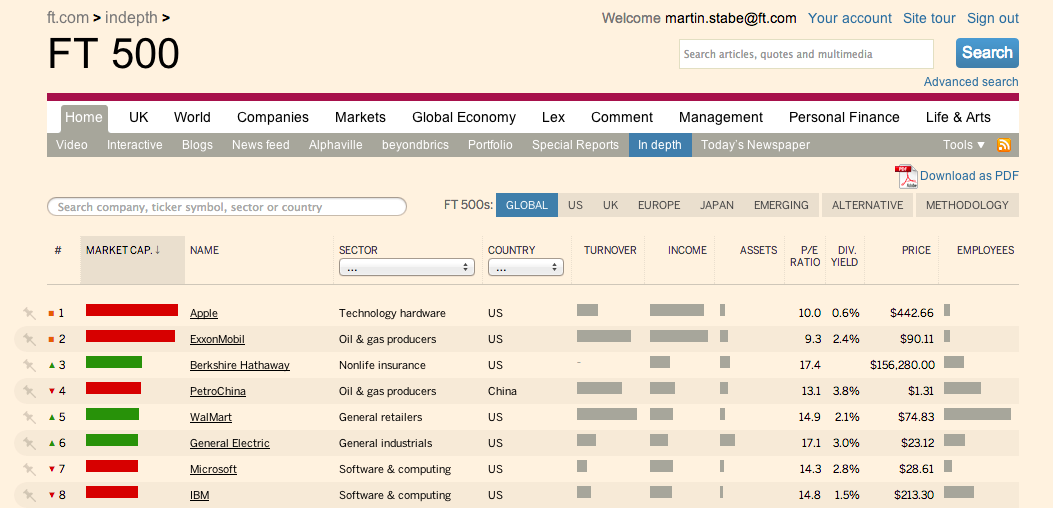 ft.com > indepth >
Welcome martin.stabe@ft.com Your account Site tour Sign out
FT 500
Search articles, quotes and multimedia
Search
Advanced search
Home UK World Companies Markets Global Economy Lex Comment Management Personal Finance Life & Arts
Video Interactive Blogs News feed Alphaville beyondbrics Portfolio Special Reports In depth Today's Newspaper Tools
Download as PDF
Search company, ticker symbol, sector or country
FT 500s: GLOBAL US UK EUROPE JAPAN EMERGING ALTERNATIVE METHODOLOGY
# MARKET CAP. ↓ NAME SECTOR COUNTRY TURNOVER INCOME ASSETS P/E RATIO DIV. YIELD PRICE EMPLOYEES
... ...
1 Apple Technology hardware US 10.0 0.6% $442.66
2 ExxonMobil Oil & gas producers US 9.3 2.4% $90.11
3 Berkshire Hathaway Nonlife insurance US - 17.4 $156,280.00
4 PetroChina Oil & gas producers China 13.1 3.8% $1.31
5 WalMart General retailers US 14.9 2.1% $74.83
6 General Electric General industrials US 17.1 3.0% $23.12
7 Microsoft Software & computing US 14.3 2.8% $28.61
8 IBM Software & computing US 14.8 1.5% $213.30